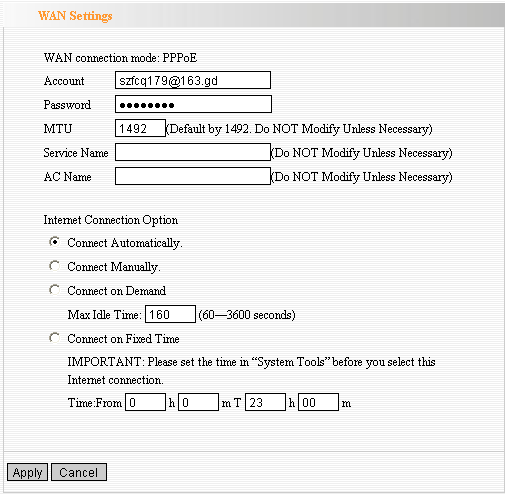 WAN Settings
WAN connection mode: PPPoE
Account szfcq179@163.gd
Password ●●●●●●●●
MTU 1492 (Default by 1492. Do NOT Modify Unless Necessary)
Service Name (Do NOT Modify Unless Necessary)
AC Name (Do NOT Modify Unless Necessary)
Internet Connection Option
Connect Automatically.
Connect Manually.
Connect on Demand
Max Idle Time: 160 (60—3600 seconds)
Connect on Fixed Time
IMPORTANT: Please set the time in “System Tools” before you select this
Internet connection.
Time:From 0 h 0 m T 23 h 00 m
Apply Cancel